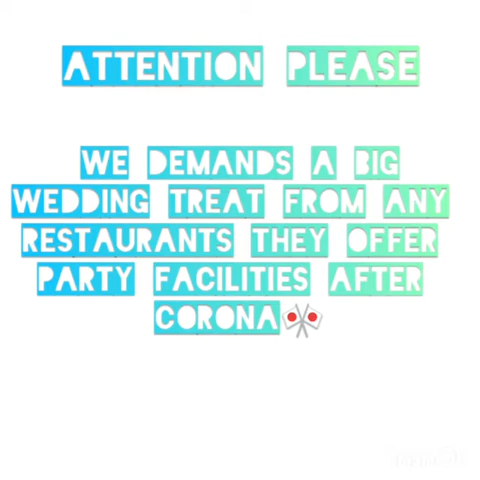 ATTENTION PLEASE
WE DEMANDS A BIG
WEDDING TREAT FROM ANY
RESTAURANTS THEY OFFER
PARTY FACILITIES AFTER
CORONA🎌